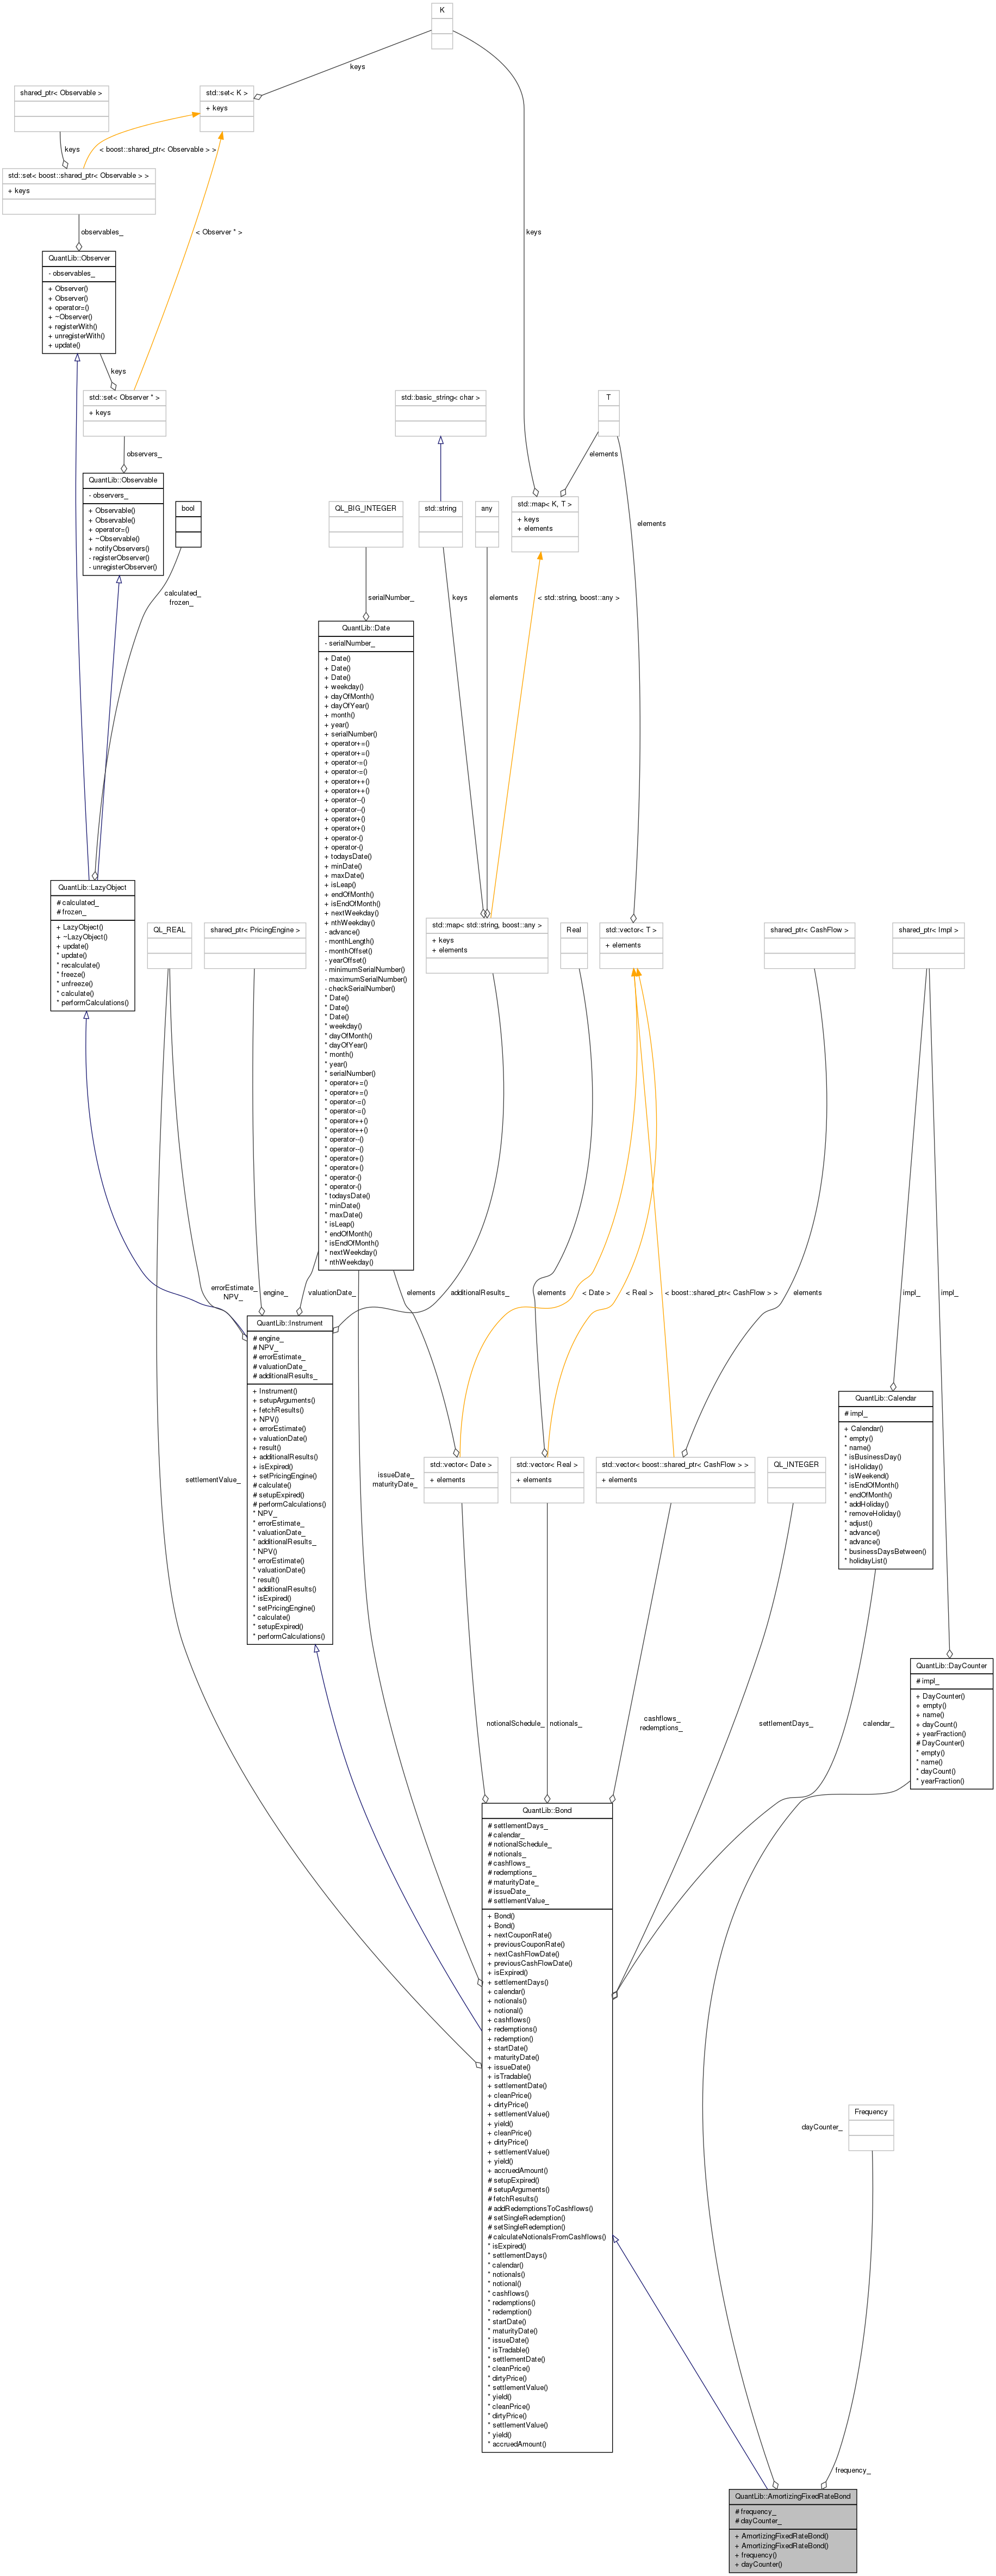 K
keys
shared_ptr< Observable >
std::set< K >
+ keys
keys
< boost::shared_ptr< Observable > >
std::set< boost::shared_ptr< Observable > >
+ keys
observables_
< Observer * >
keys
QuantLib::Observer
- observables_
+ Observer()
+ Observer()
+ operator=()
+ ~Observer()
+ registerWith()
+ unregisterWith()
+ update()
keys
std::set< Observer * >
+ keys
std::basic_string< char >
T
observers_
elements
QuantLib::Observable
- observers_
+ Observable()
+ Observable()
+ operator=()
+ ~Observable()
+ notifyObservers()
- registerObserver()
- unregisterObserver()
bool
QL_BIG_INTEGER
std::string
any
std::map< K, T >
+ keys
+ elements
elements
calculated_
frozen_
serialNumber_
keys
elements
< std::string, boost::any >
QuantLib::Date
- serialNumber_
+ Date()
+ Date()
+ Date()
+ weekday()
+ dayOfMonth()
+ dayOfYear()
+ month()
+ year()
+ serialNumber()
+ operator+=()
+ operator+=()
+ operator-=()
+ operator-=()
+ operator++()
+ operator++()
+ operator--()
+ operator--()
+ operator+()
+ operator+()
+ operator-()
+ operator-()
+ todaysDate()
+ minDate()
+ maxDate()
+ isLeap()
+ endOfMonth()
+ isEndOfMonth()
+ nextWeekday()
+ nthWeekday()
- advance()
- monthLength()
- monthOffset()
- yearOffset()
- minimumSerialNumber()
- maximumSerialNumber()
- checkSerialNumber()
* Date()
* Date()
* Date()
* weekday()
* dayOfMonth()
* dayOfYear()
* month()
* year()
* serialNumber()
* operator+=()
* operator+=()
* operator-=()
* operator-=()
* operator++()
* operator++()
* operator--()
* operator--()
* operator+()
* operator+()
* operator-()
* operator-()
* todaysDate()
* minDate()
* maxDate()
* isLeap()
* endOfMonth()
* isEndOfMonth()
* nextWeekday()
* nthWeekday()
QuantLib::LazyObject
# calculated_
# frozen_
+ LazyObject()
+ ~LazyObject()
+ update()
* update()
* recalculate()
* freeze()
* unfreeze()
* calculate()
* performCalculations()
QL_REAL
shared_ptr< PricingEngine >
std::map< std::string, boost::any >
+ keys
+ elements
Real
std::vector< T >
+ elements
shared_ptr< CashFlow >
shared_ptr< Impl >
errorEstimate_
NPV_
engine_
valuationDate_
elements
additionalResults_
elements
< Date >
< Real >
< boost::shared_ptr< CashFlow > >
elements
impl_
impl_
QuantLib::Instrument
# engine_
# NPV_
# errorEstimate_
# valuationDate_
# additionalResults_
+ Instrument()
+ setupArguments()
+ fetchResults()
+ NPV()
+ errorEstimate()
+ valuationDate()
+ result()
+ additionalResults()
+ isExpired()
+ setPricingEngine()
# calculate()
# setupExpired()
# performCalculations()
* NPV_
* errorEstimate_
* valuationDate_
* additionalResults_
* NPV()
* errorEstimate()
* valuationDate()
* result()
* additionalResults()
* isExpired()
* setPricingEngine()
* calculate()
* setupExpired()
* performCalculations()
QuantLib::Calendar
# impl_
+ Calendar()
* empty()
* name()
* isBusinessDay()
* isHoliday()
* isWeekend()
* isEndOfMonth()
* endOfMonth()
* addHoliday()
* removeHoliday()
* adjust()
* advance()
* advance()
* businessDaysBetween()
* holidayList()
settlementValue_
issueDate_
maturityDate_
std::vector< Date >
+ elements
std::vector< Real >
+ elements
std::vector< boost::shared_ptr< CashFlow > >
+ elements
QL_INTEGER
QuantLib::DayCounter
# impl_
+ DayCounter()
+ empty()
+ name()
+ dayCount()
+ yearFraction()
# DayCounter()
* empty()
* name()
* dayCount()
* yearFraction()
notionalSchedule_
notionals_
cashflows_
redemptions_
settlementDays_
calendar_
QuantLib::Bond
# settlementDays_
# calendar_
# notionalSchedule_
# notionals_
# cashflows_
# redemptions_
# maturityDate_
# issueDate_
# settlementValue_
+ Bond()
+ Bond()
+ nextCouponRate()
+ previousCouponRate()
+ nextCashFlowDate()
+ previousCashFlowDate()
+ isExpired()
+ settlementDays()
+ calendar()
+ notionals()
+ notional()
+ cashflows()
+ redemptions()
+ redemption()
+ startDate()
+ maturityDate()
+ issueDate()
+ isTradable()
+ settlementDate()
+ cleanPrice()
+ dirtyPrice()
+ settlementValue()
+ yield()
+ cleanPrice()
+ dirtyPrice()
+ settlementValue()
+ yield()
+ accruedAmount()
# setupExpired()
# setupArguments()
# fetchResults()
# addRedemptionsToCashflows()
# setSingleRedemption()
# setSingleRedemption()
# calculateNotionalsFromCashflows()
* isExpired()
* settlementDays()
* calendar()
* notionals()
* notional()
* cashflows()
* redemptions()
* redemption()
* startDate()
* maturityDate()
* issueDate()
* isTradable()
* settlementDate()
* cleanPrice()
* dirtyPrice()
* settlementValue()
* yield()
* cleanPrice()
* dirtyPrice()
* settlementValue()
* yield()
* accruedAmount()
Frequency
dayCounter_
frequency_
QuantLib::AmortizingFixedRateBond
# frequency_
# dayCounter_
+ AmortizingFixedRateBond()
+ AmortizingFixedRateBond()
+ frequency()
+ dayCounter()